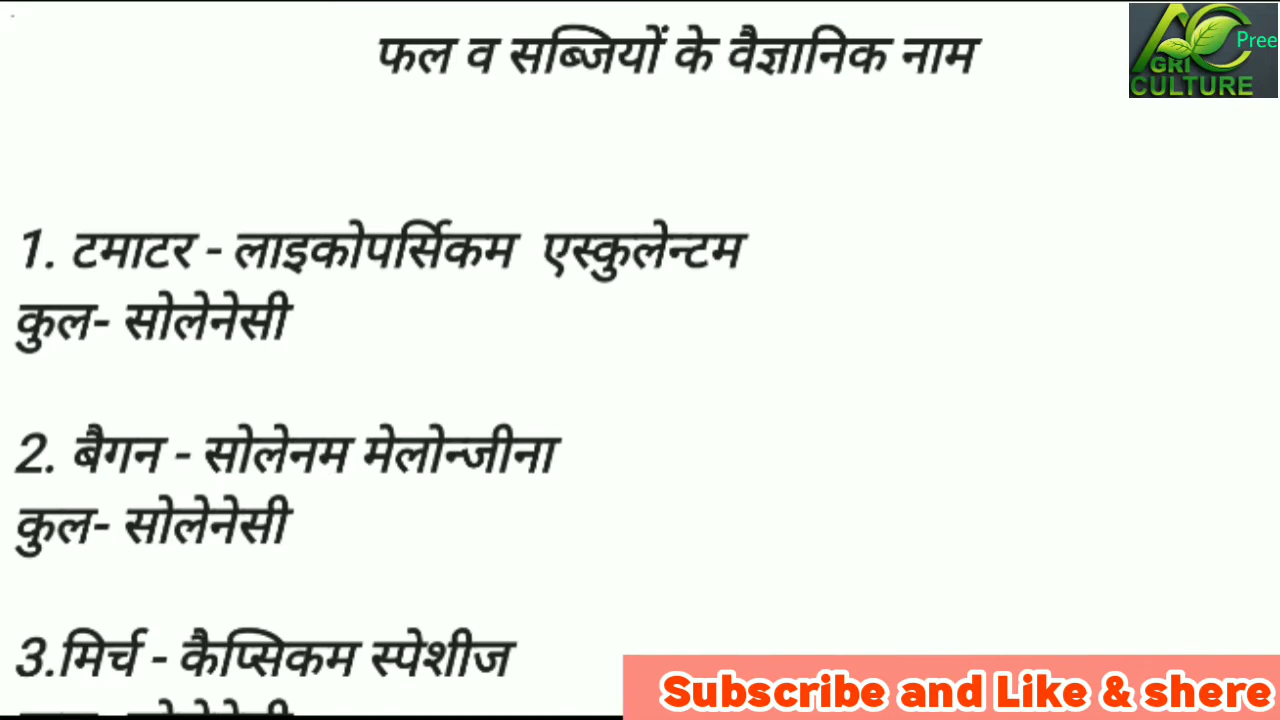 फल व सब्जियों के वैज्ञानिक नाम
AC Pree
GRI
CULTURE
1. टमाटर - लाइकोपर्सिकम एस्कुलेन्टम
कुल- सोलेनेसी
2. बैगन - सोलेनम मेलोन्जीना
कुल- सोलेनेसी
3.मिर्च - कैप्सिकम स्पेशीज
Subscribe and Like & shere